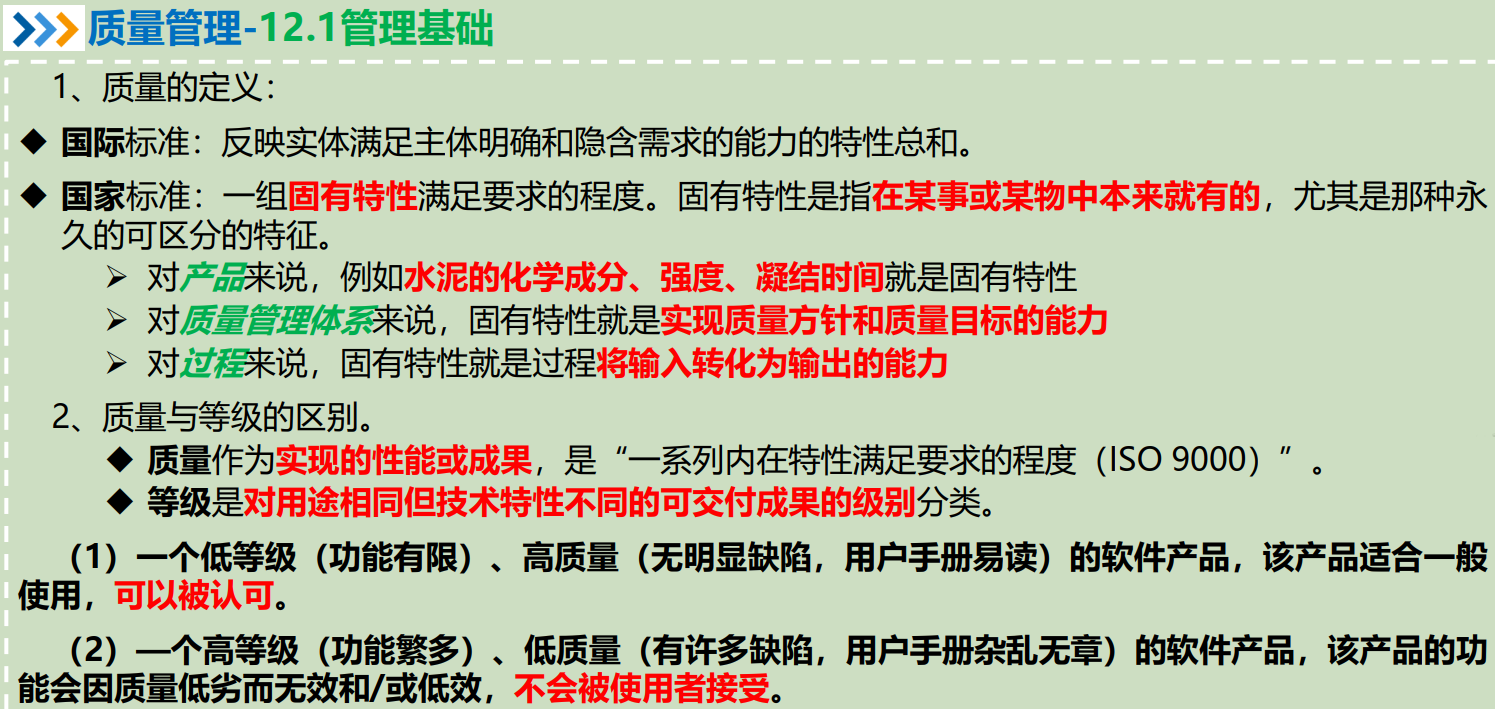 质量管理-12.1管理基础
1、质量的定义：
◆ 国际标准：反映实体满足主体明确和隐含需求的能力的特性总和。
◆ 国家标准：一组固有特性满足要求的程度。固有特性是指在某事或某物中本来就有的，尤其是那种永
久的可区分的特征。
➢ 对产品来说，例如水泥的化学成分、强度、凝结时间就是固有特性
➢ 对质量管理体系来说，固有特性就是实现质量方针和质量目标的能力
➢ 对过程来说，固有特性就是过程将输入转化为输出的能力
2、质量与等级的区别。
◆ 质量作为实现的性能或成果，是“一系列内在特性满足要求的程度（ISO 9000）”。
◆ 等级是对用途相同但技术特性不同的可交付成果的级别分类。
（1）一个低等级（功能有限）、高质量（无明显缺陷，用户手册易读）的软件产品，该产品适合一般
使用，可以被认可。
（2）—个高等级（功能繁多）、低质量（有许多缺陷，用户手册杂乱无章）的软件产品，该产品的功
能会因质量低劣而无效和/或低效，不会被使用者接受。